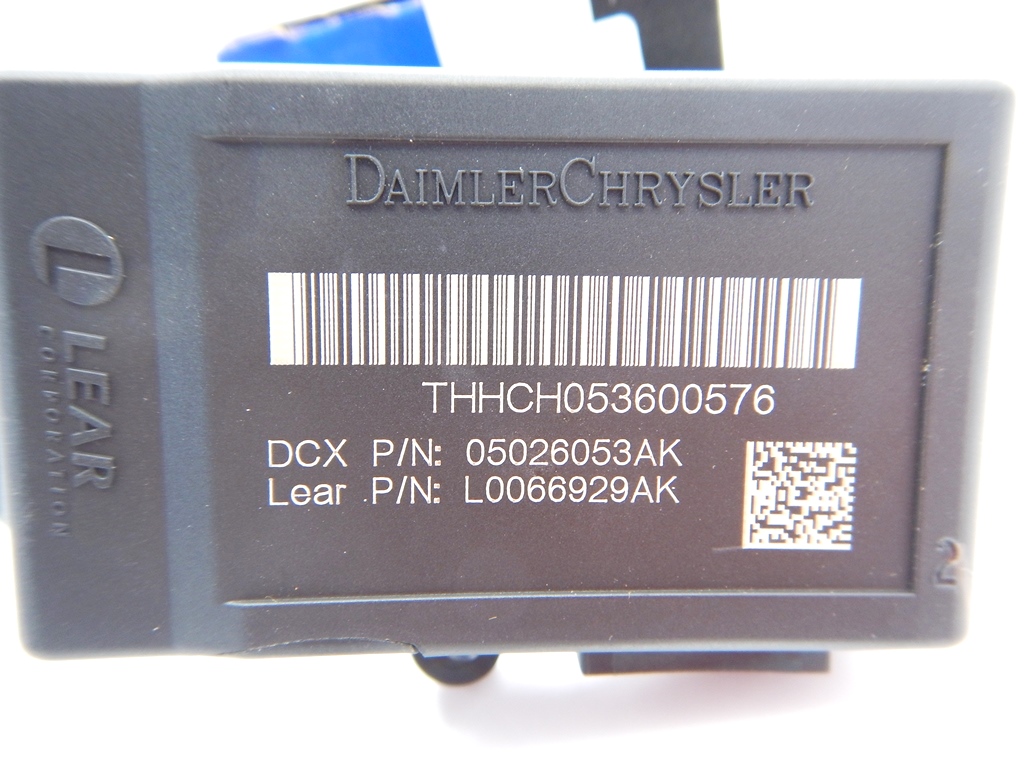 DAIMLERCHRYSLER
THHCH053600576
DCX P/N: 05026053AK
Lear P/N: L0066929AK
L LEAR
CORPORATION
2